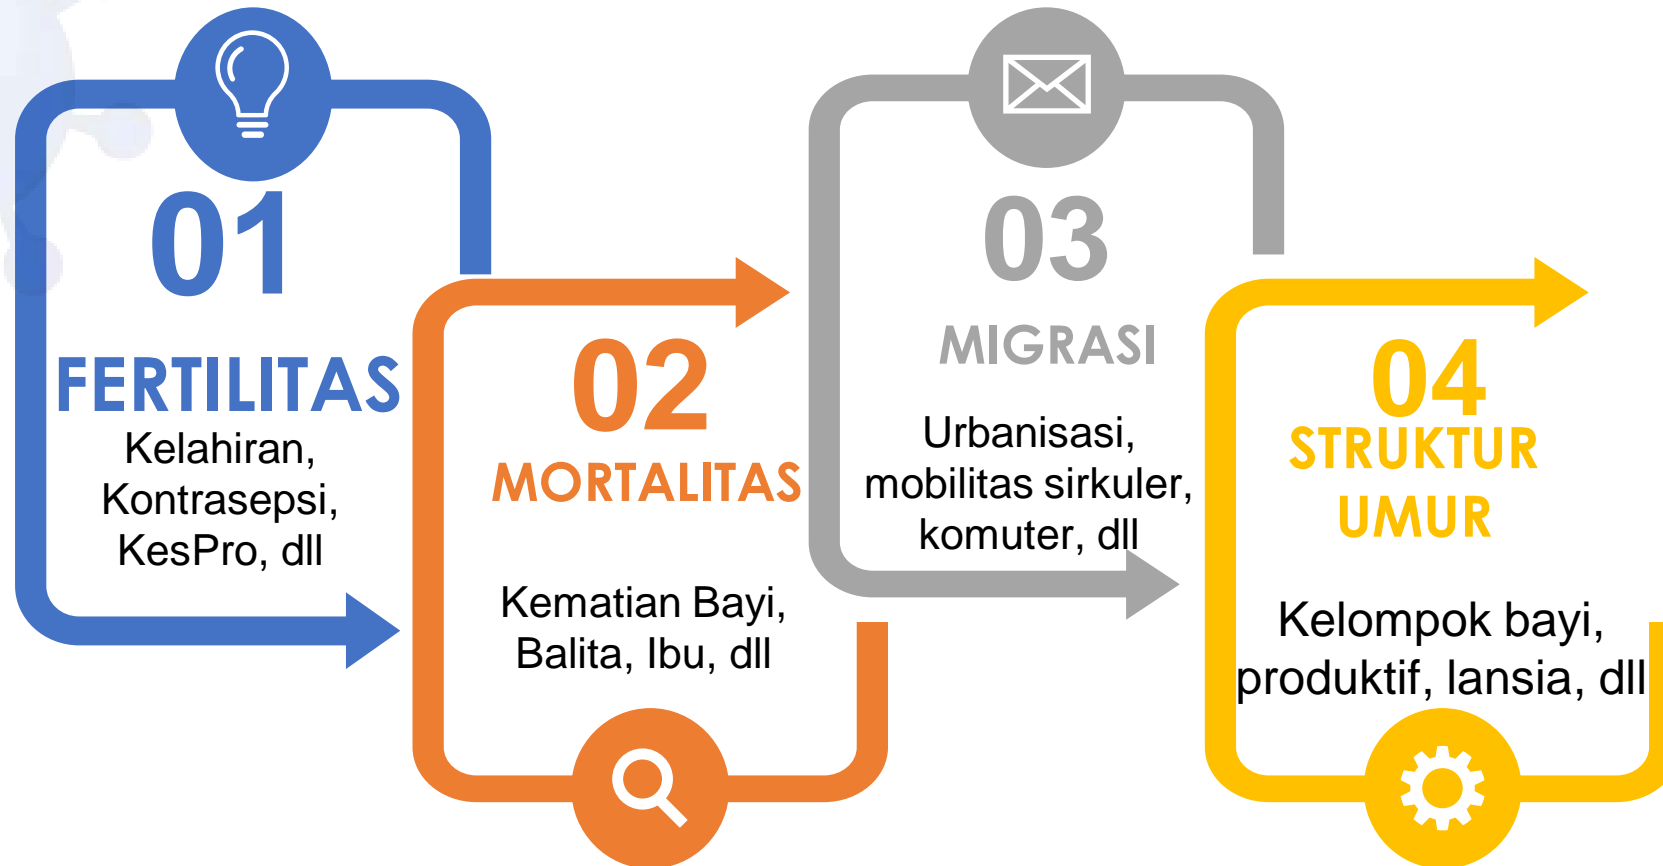 01
FERTILITAS
Kelahiran,
Kontrasepsi,
KesPro, dll
02
MORTALITAS
Kematian Bayi,
Balita, Ibu, dll
03
MIGRASI
Urbanisasi,
mobilitas sirkuler,
komuter, dll
04
STRUKTUR
UMUR
Kelompok bayi,
produktif, lansia, dll